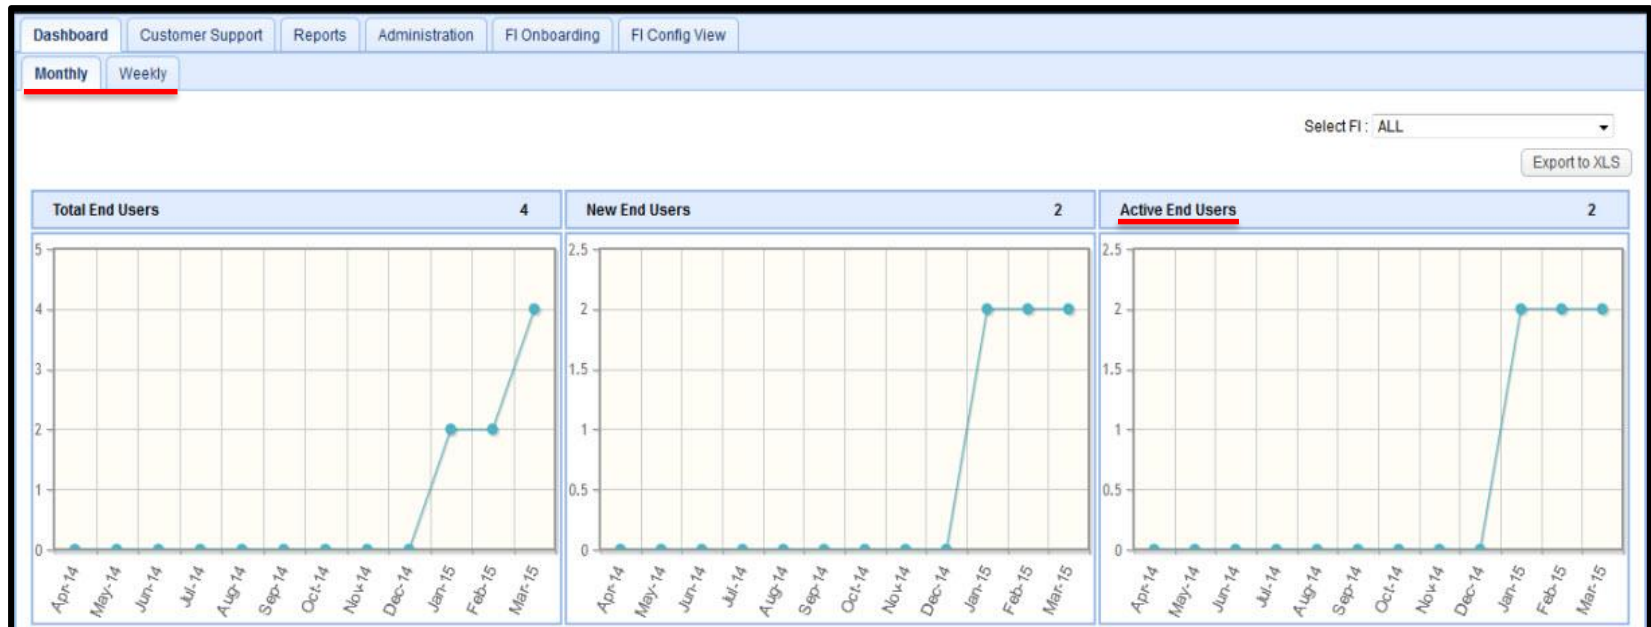 Dashboard Customer Support Reports Administration FI Onboarding FI Config View
Monthly Weekly
Select FI : ALL
Export to XLS
Total End Users 4
5
4
3
2
1
0
Apr-14 May-14 Jun-14 Jul-14 Aug-14 Sep-14 Oct-14 Nov-14 Dec-14 Jan-15 Feb-15 Mar-15
New End Users 2
2.5
2
1.5
1
0.5
0
Apr-14 May-14 Jun-14 Jul-14 Aug-14 Sep-14 Oct-14 Nov-14 Dec-14 Jan-15 Feb-15 Mar-15
Active End Users 2
2.5
2
1.5
1
0.5
0
Apr-14 May-14 Jun-14 Jul-14 Aug-14 Sep-14 Oct-14 Nov-14 Dec-14 Jan-15 Feb-15 Mar-15